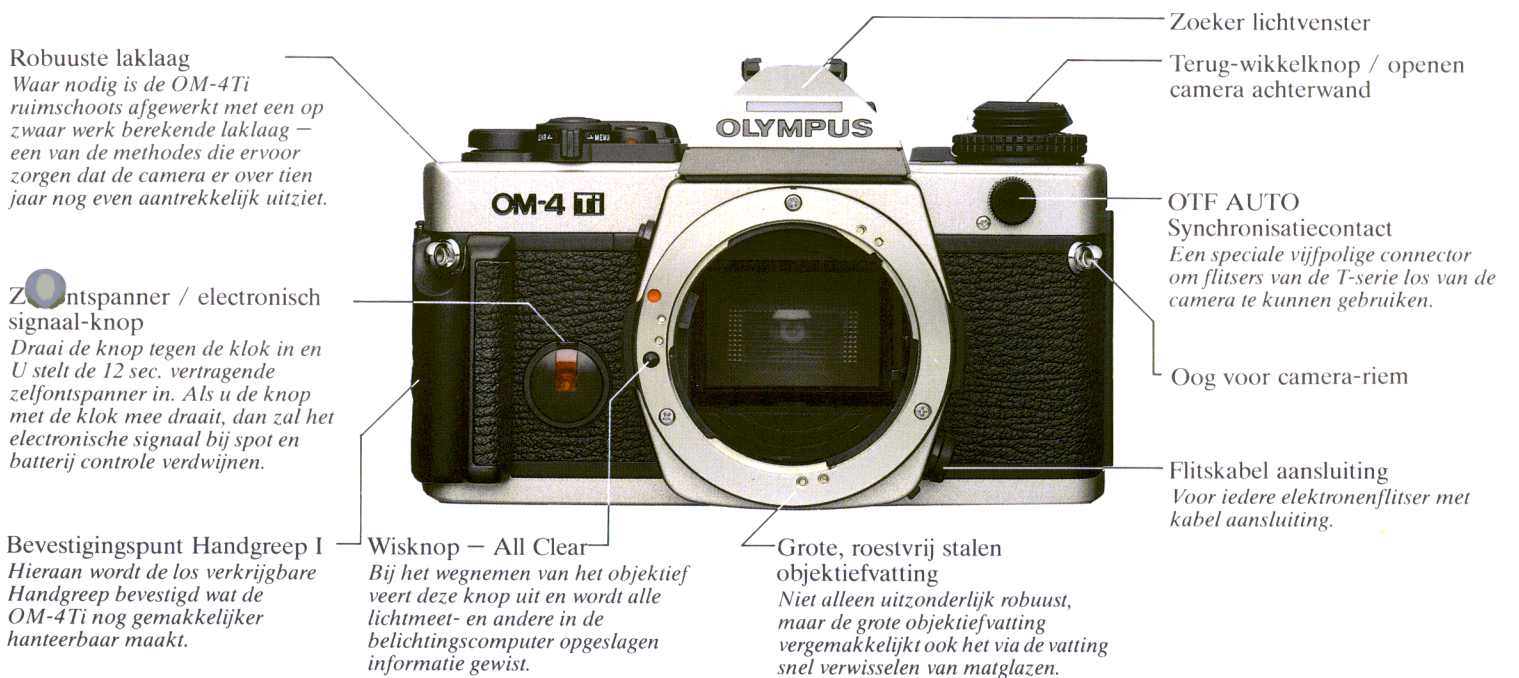 Robuuste laklaag
Waar nodig is de OM-4Ti
ruimschoots afgewerkt met een op
zwaar werk berekende laklaag —
een van de methodes die ervoor
zorgen dat de camera er over tien
jaar nog even aantrekkelijk uitziet.
ntspanner / electronisch
signaal-knop
Draai de knop tegen de klok in en
U stelt de 12 sec. vertragende
zelfontspanner in. Als u de knop
met de klok mee draait, dan zal het
electronische signaal bij spot en
batterij controle verdwijnen.
Bevestigingspunt Handgreep I
Hieraan wordt de los verkrijgbare
Handgreep bevestigd wat de
OM-4Ti nog gemakkelijker
hanteerbaar maakt.
Wisknop — All Clear
Bij het wegnemen van het objektief
veert deze knop uit en wordt alle
lichtmeet- en andere in de
belichtingscomputer opgeslagen
informatie gewist.
MEMO
OLYMPUS
OM-4 Ti
Grote, roestvrij stalen
objektiefvatting
Niet alleen uitzonderlijk robuust,
maar de grote objektiefvatting
vergemakkelijkt ook het via de vatting
snel verwisselen van matglazen.
Zoeker lichtvenster
Terug-wikkelknop / openen
camera achterwand
OTF AUTO
Synchronisatiecontact
Een speciale vijfpolige connector
om flitsers van de T-serie los van de
camera te kunnen gebruiken.
Oog voor camera-riem
Flitskabel aansluiting
Voor iedere elektronenflitser met
kabel aansluiting.